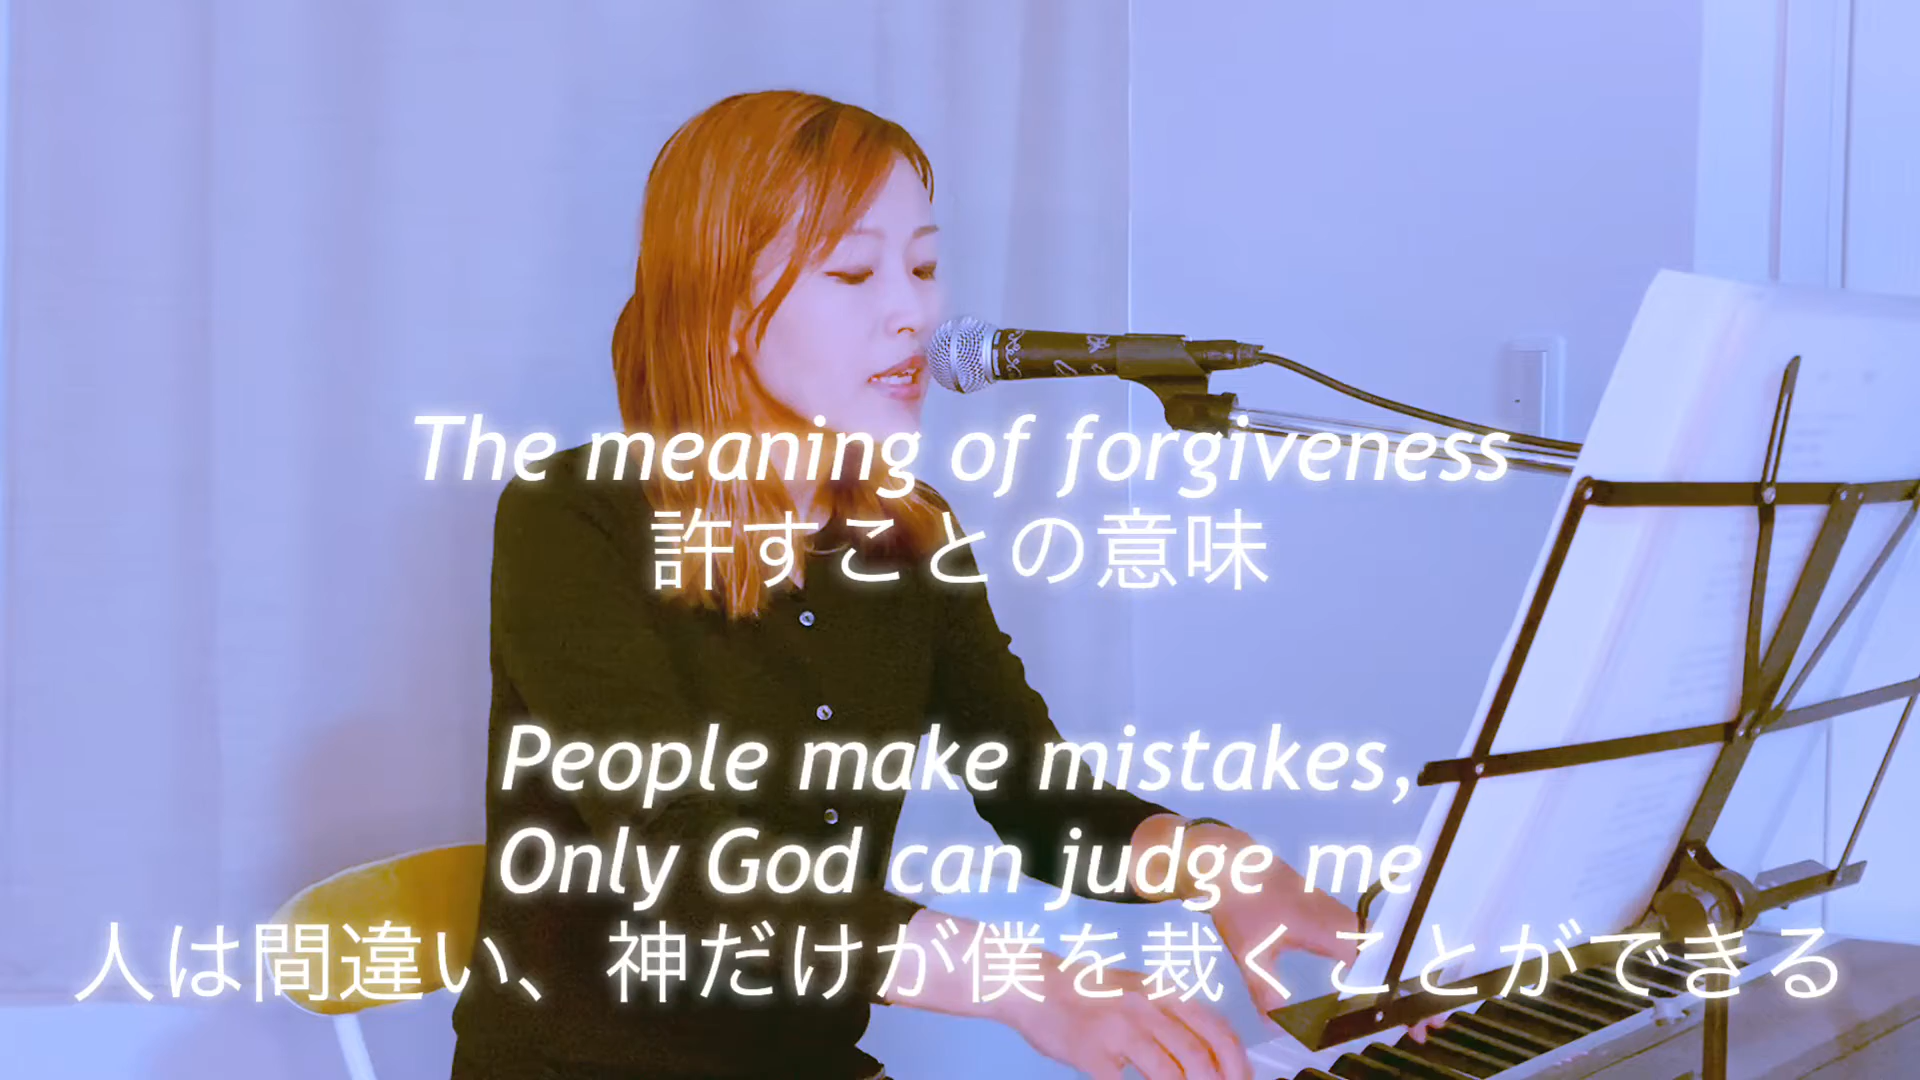 The meaning of forgiveness
許すことの意味
People make mistakes,
Only God can judge me
人は間違い、神だけが僕を裁くことができる